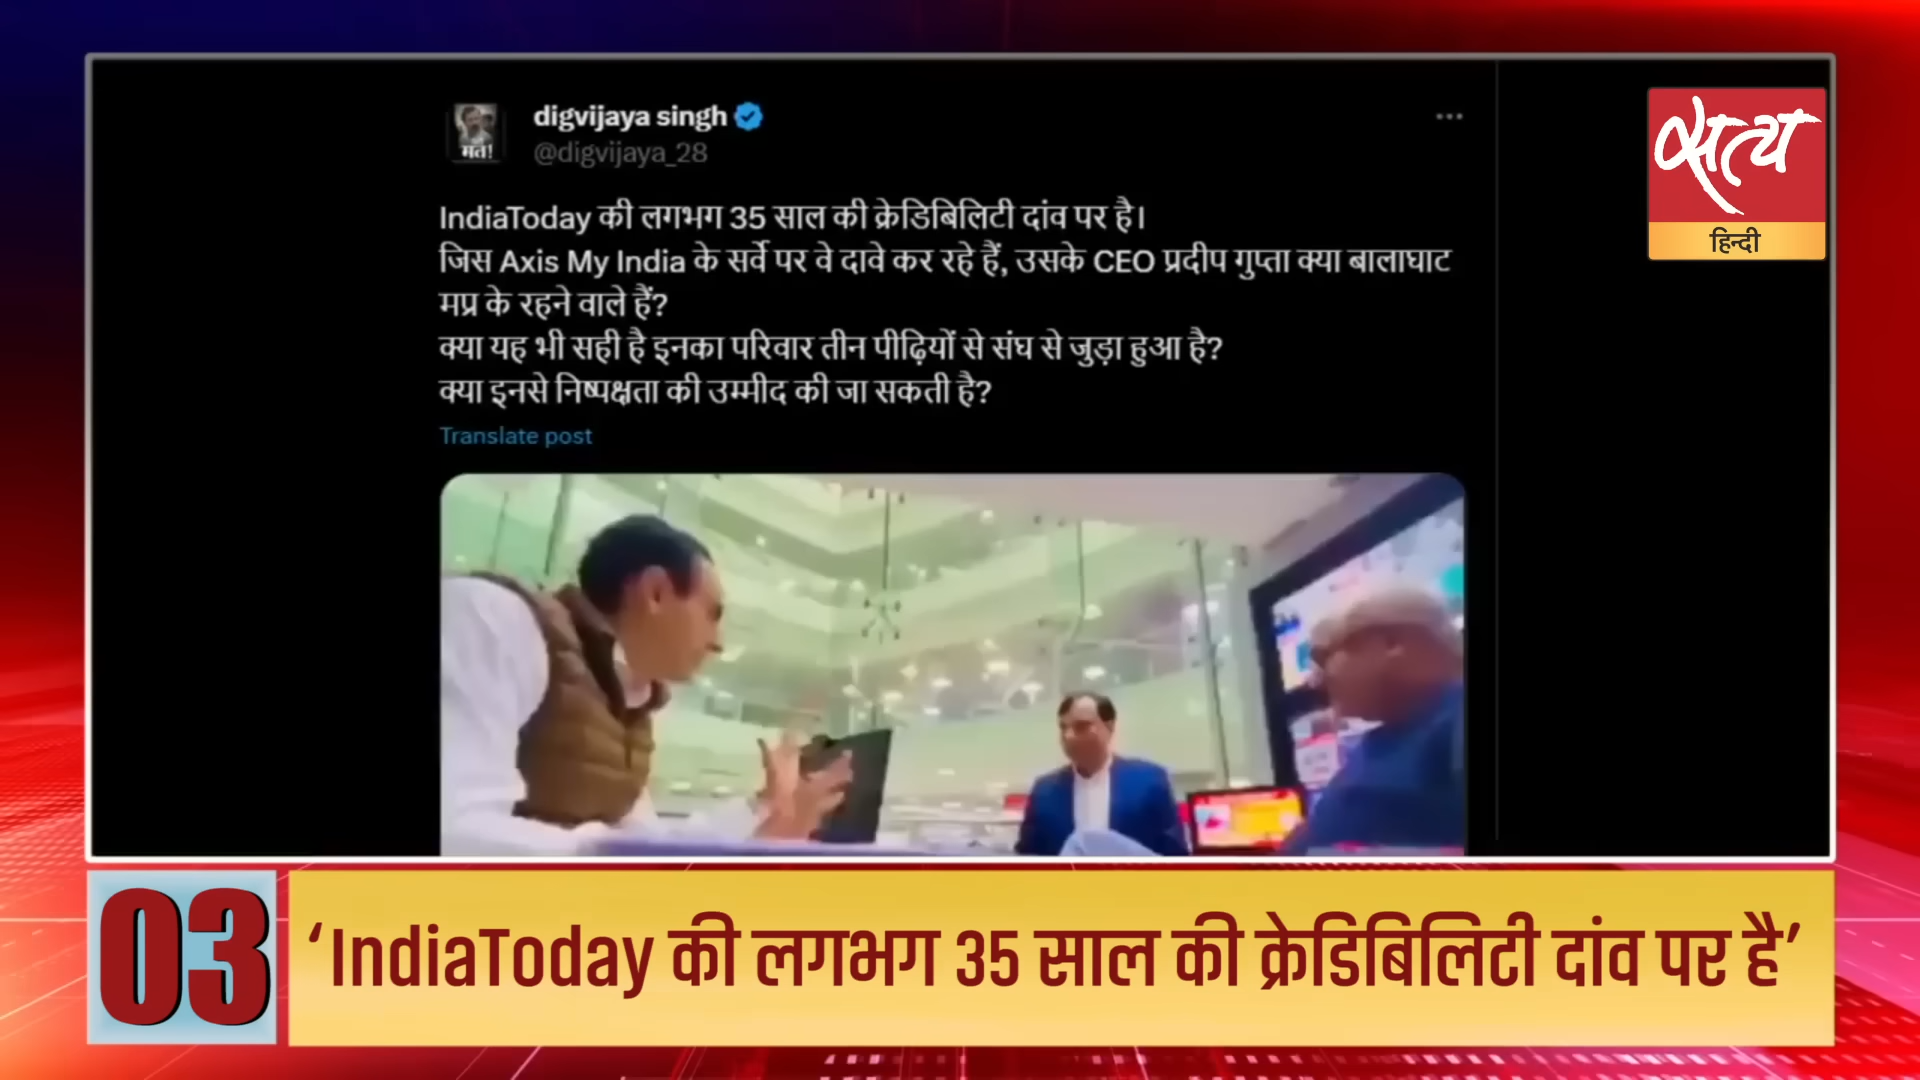 digvijaya singh
@digvijaya_28
मत!
सत्य
हिन्दी
IndiaToday की लगभग 35 साल की क्रेडिबिलिटी दांव पर है।
जिस Axis My India के सर्वे पर वे दावे कर रहे हैं, उसके CEO प्रदीप गुप्ता क्या बालाघाट
मप्र के रहने वाले हैं?
क्या यह भी सही है इनका परिवार तीन पीढ़ियों से संघ से जुड़ा हुआ है?
क्या इनसे निष्पक्षता की उम्मीद की जा सकती है?
Translate post
03
‘IndiaToday की लगभग 35 साल की क्रेडिबिलिटी दांव पर है’